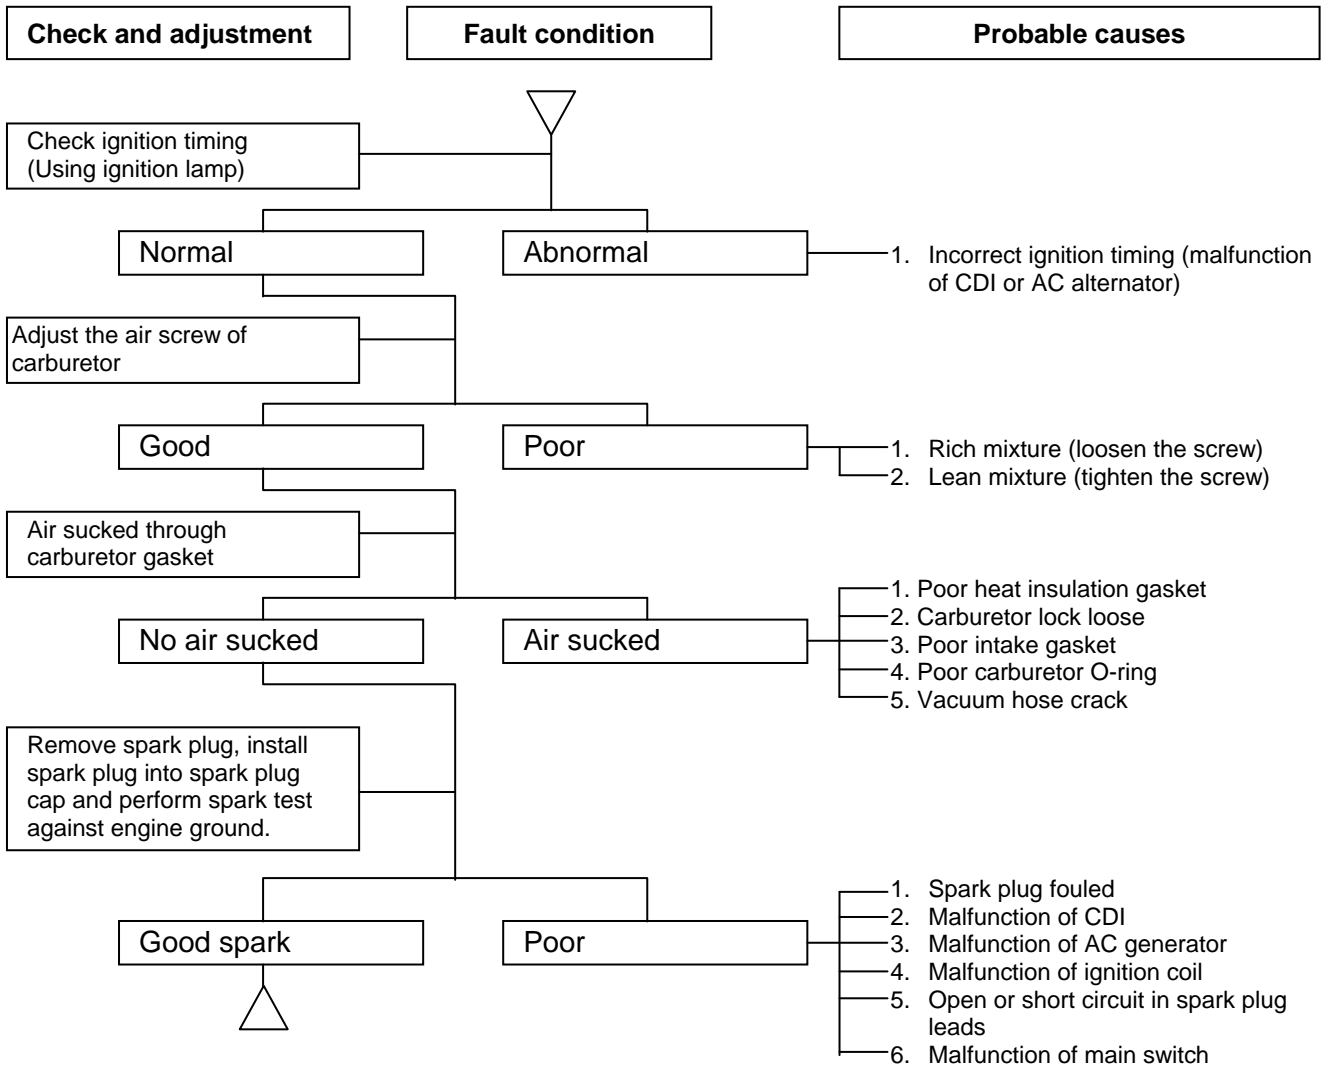 Check and adjustment
Fault condition
Probable causes
Check ignition timing
(Using ignition lamp)
Normal
Abnormal
1. Incorrect ignition timing (malfunction
of CDI or AC alternator)
Adjust the air screw of
carburetor
Good
Poor
1. Rich mixture (loosen the screw)
2. Lean mixture (tighten the screw)
Air sucked through
carburetor gasket
No air sucked
Air sucked
1. Poor heat insulation gasket
2. Carburetor lock loose
3. Poor intake gasket
4. Poor carburetor O-ring
5. Vacuum hose crack
Remove spark plug, install
spark plug into spark plug
cap and perform spark test
against engine ground.
Good spark
Poor
1. Spark plug fouled
2. Malfunction of CDI
3. Malfunction of AC generator
4. Malfunction of ignition coil
5. Open or short circuit in spark plug
leads
6. Malfunction of main switch